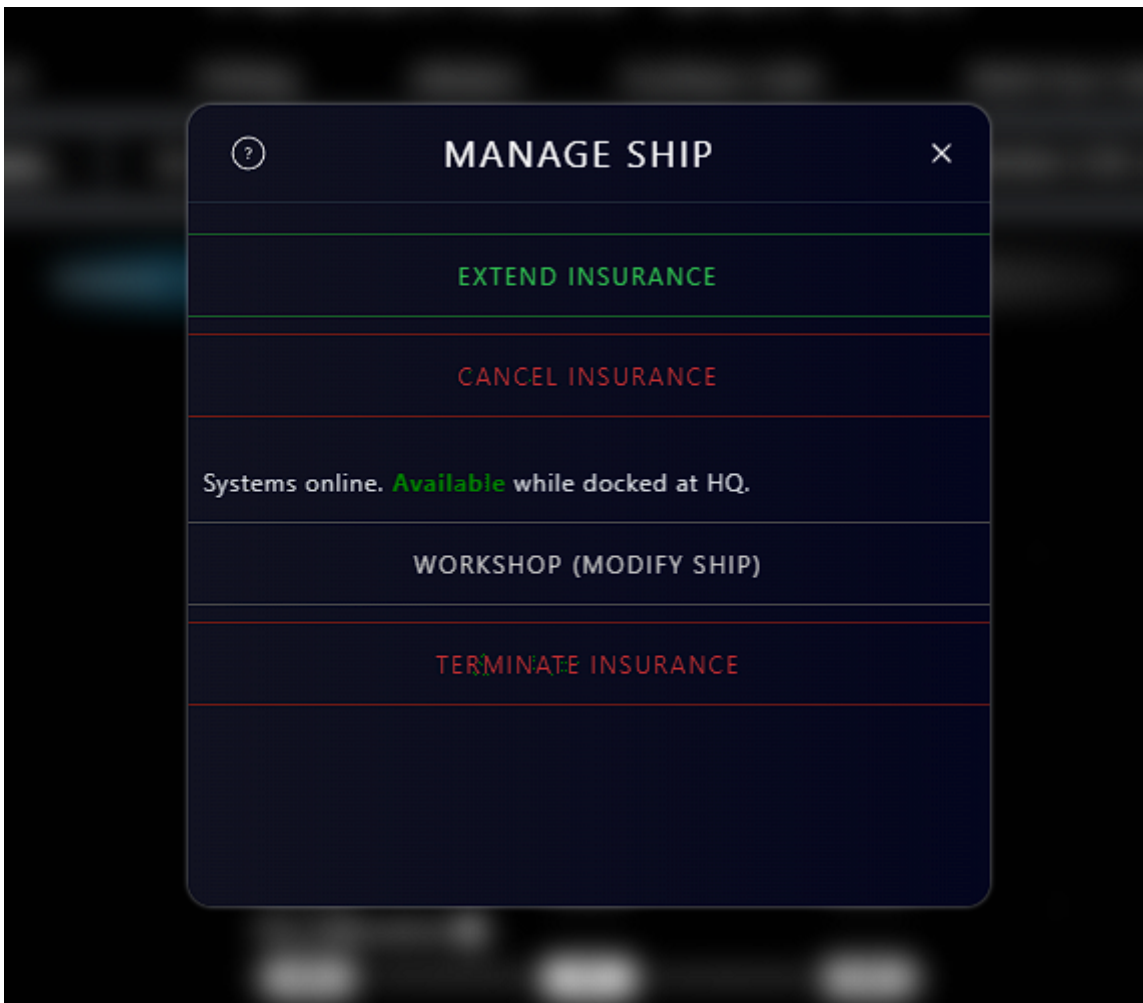 ?
MANAGE SHIP
×
EXTEND INSURANCE
CANCEL INSURANCE
Systems online. Available while docked at HQ.
WORKSHOP (MODIFY SHIP)
TERMINATE INSURANCE